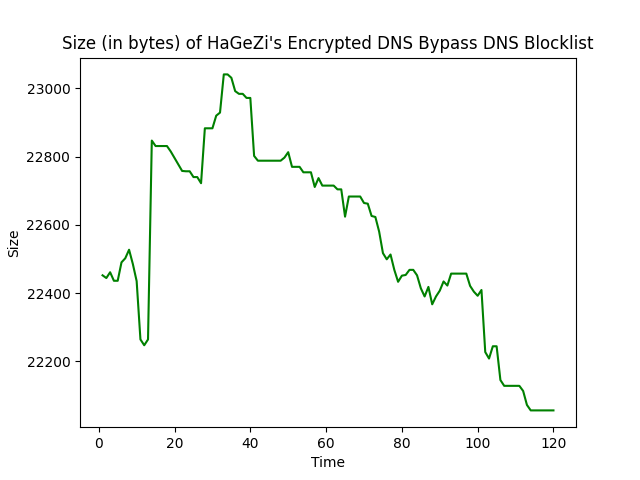 Size (in bytes) of HaGeZi's Encrypted DNS Bypass DNS Blocklist
23000
22800
22600
22400
22200
Size
0 20 40 60 80 100 120
Time